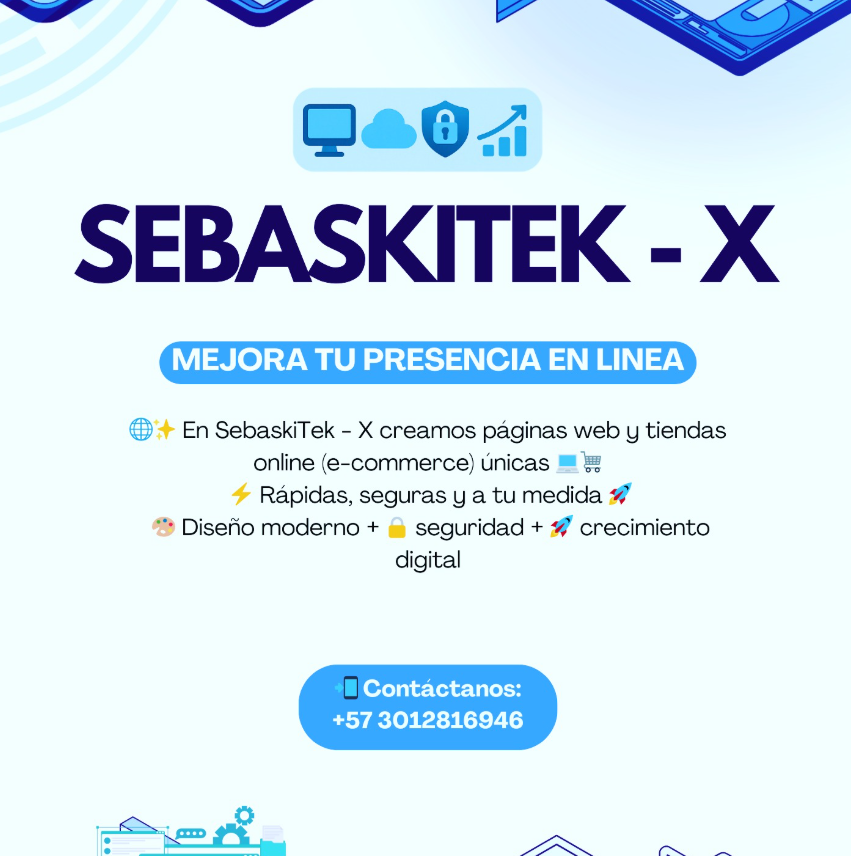 SEBASKITEK - X
MEJORA TU PRESENCIA EN LINEA
🌐✨ En SebaskiTek - X creamos páginas web y tiendas
online (e-commerce) únicas 💻🛒
⚡ Rápidas, seguras y a tu medida 🚀
🎨 Diseño moderno + 🔒 seguridad + 🚀 crecimiento
digital
📲 Contáctanos:
+57 3012816946